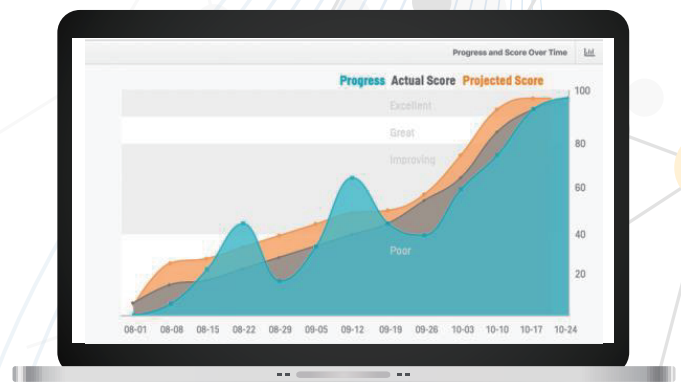 Progress and Score Over Time
Progress Actual Score Projected Score
Excellent
Great
Improving
Poor
100
80
60
40
20
08-01 08-08 08-15 08-22 08-29 09-05 09-12 09-19 09-26 10-03 10-10 10-17 10-24